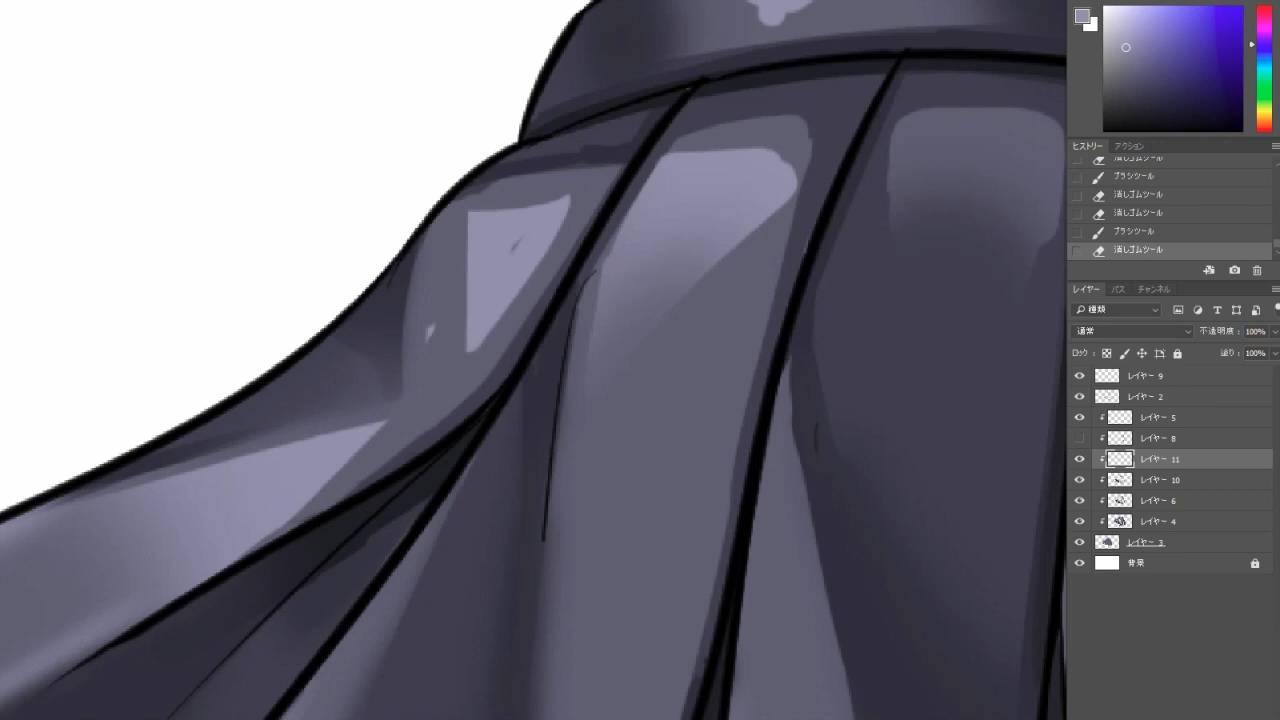 ヒストリー アクション
消しゴムツール
ブラシツール
消しゴムツール
消しゴムツール
ブラシツール
消しゴムツール
レイヤー パス チャンネル
種類
通常 不透明度: 100%
ロック: 塗り: 100%
レイヤー 9
レイヤー 2
レイヤー 5
レイヤー 8
レイヤー 11
レイヤー 10
レイヤー 6
レイヤー 4
レイヤー 3
背景